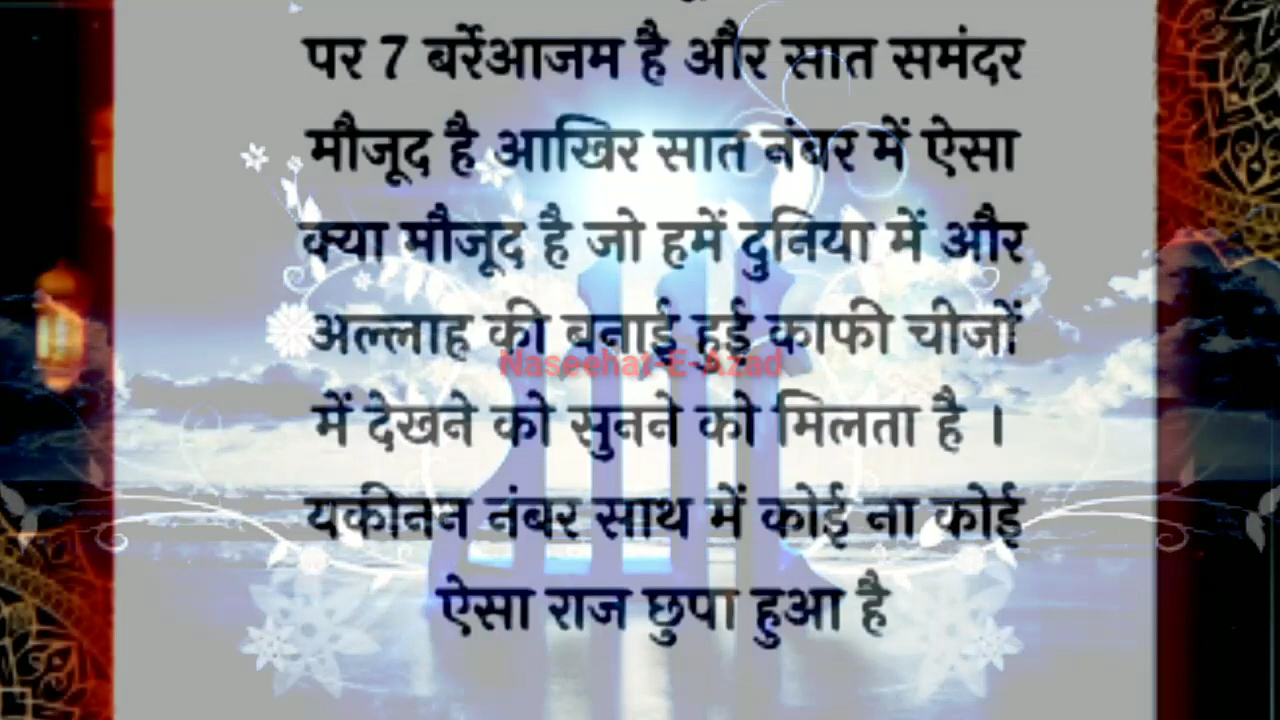 पर 7 बर्रेआजम है और सात समंदर
मौजूद है आखिर सात नंबर में ऐसा
क्या मौजूद है जो हमें दुनिया में और
अल्लाह की बनाई हुई काफी चीजों
Naseehat-E-Azad
में देखने को सुनने को मिलता है ।
यकीनन नंबर साथ में कोई ना कोई
ऐसा राज छुपा हुआ है